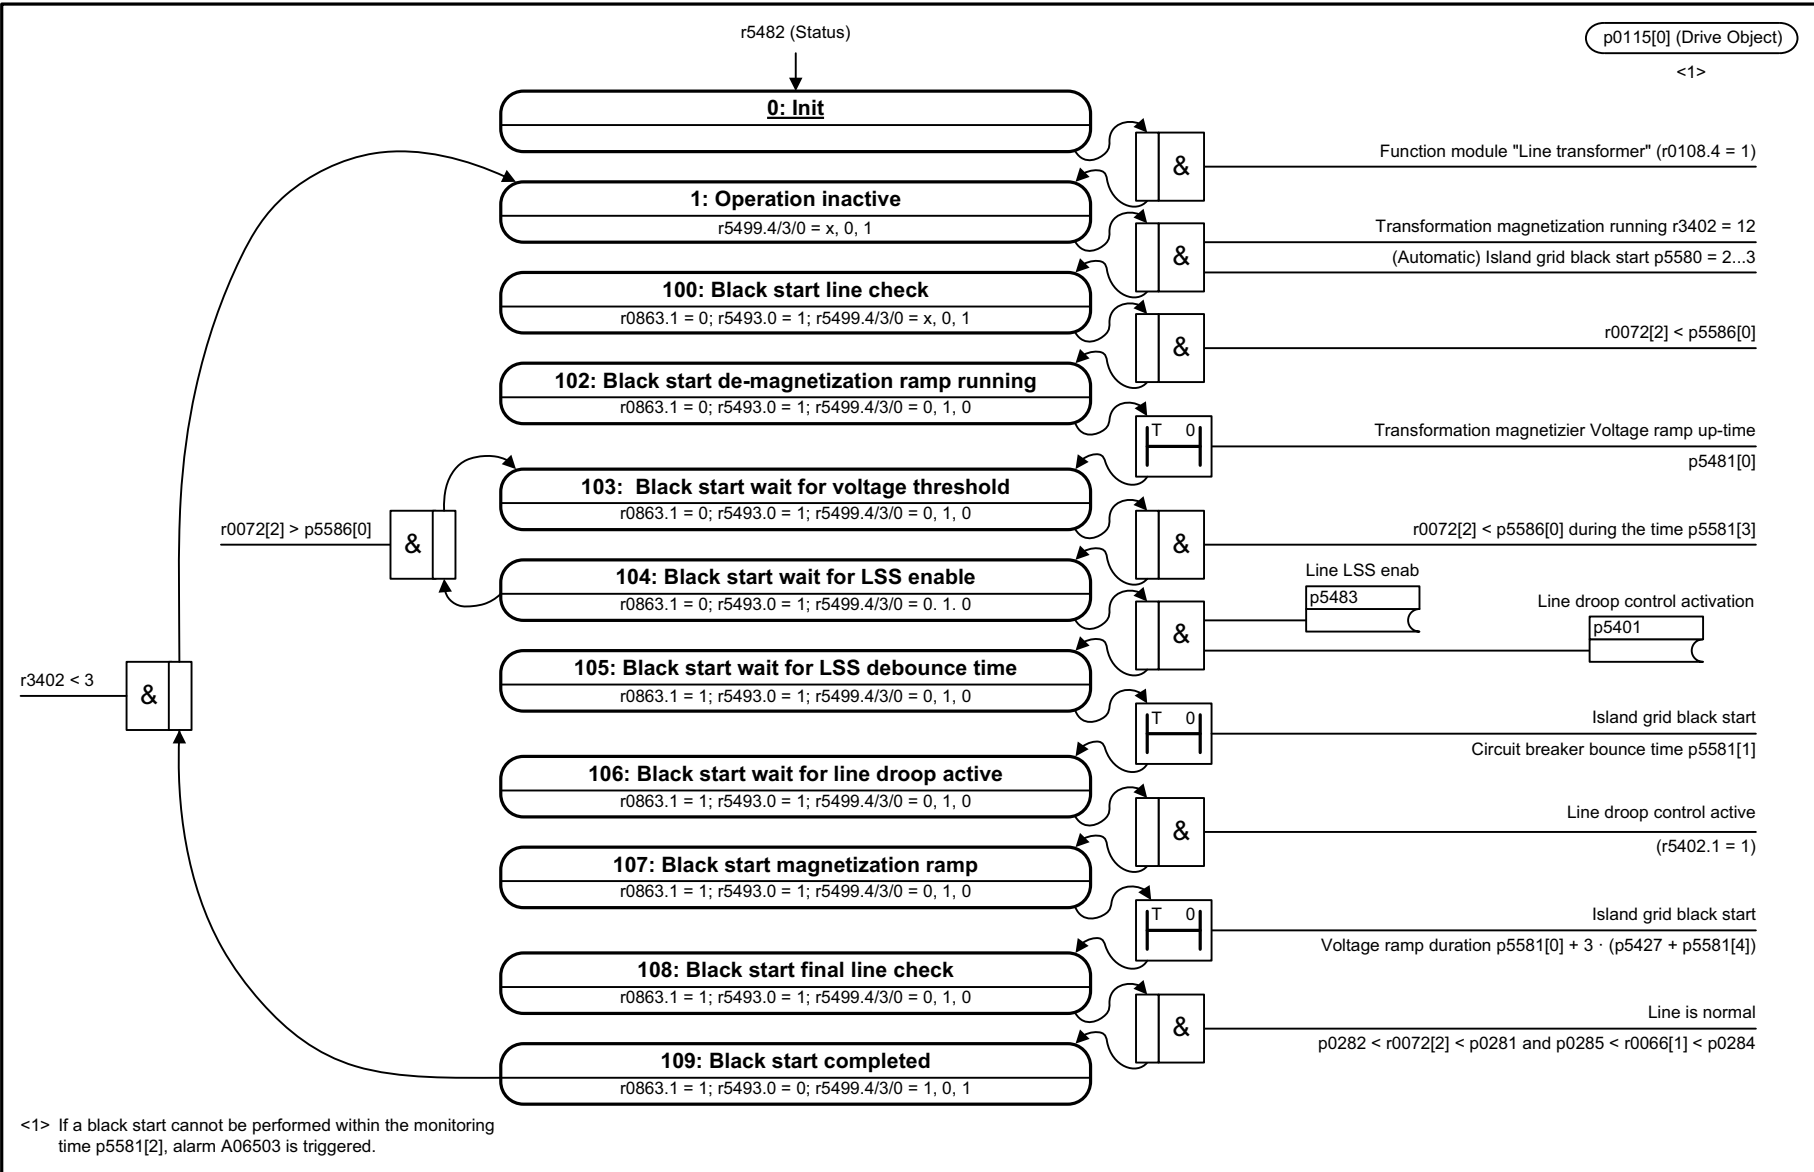 r5482 (Status)
p0115[0] (Drive Object)
<1>
0: Init
&
Function module "Line transformer" (r0108.4 = 1)
1: Operation inactive
r5499.4/3/0 = x, 0, 1
&
Transformation magnetization running r3402 = 12
(Automatic) Island grid black start p5580 = 2...3
100: Black start line check
r0863.1 = 0; r5493.0 = 1; r5499.4/3/0 = x, 0, 1
&
r0072[2] < p5586[0]
102: Black start de-magnetization ramp running
r0863.1 = 0; r5493.0 = 1; r5499.4/3/0 = 0, 1, 0
T 0
Transformation magnetizier Voltage ramp up-time
p5481[0]
103: Black start wait for voltage threshold
r0863.1 = 0; r5493.0 = 1; r5499.4/3/0 = 0, 1, 0
r0072[2] > p5586[0]
&
&
r0072[2] < p5586[0] during the time p5581[3]
104: Black start wait for LSS enable
r0863.1 = 0; r5493.0 = 1; r5499.4/3/0 = 0. 1. 0
&
Line LSS enab
p5483
Line droop control activation
p5401
105: Black start wait for LSS debounce time
r0863.1 = 1; r5493.0 = 1; r5499.4/3/0 = 0, 1, 0
r3402 < 3
&
T 0
Island grid black start
Circuit breaker bounce time p5581[1]
106: Black start wait for line droop active
r0863.1 = 1; r5493.0 = 1; r5499.4/3/0 = 0, 1, 0
&
Line droop control active
(r5402.1 = 1)
107: Black start magnetization ramp
r0863.1 = 1; r5493.0 = 1; r5499.4/3/0 = 0, 1, 0
T 0
Island grid black start
Voltage ramp duration p5581[0] + 3 · (p5427 + p5581[4])
108: Black start final line check
r0863.1 = 1; r5493.0 = 1; r5499.4/3/0 = 0, 1, 0
&
Line is normal
p0282 < r0072[2] < p0281 and p0285 < r0066[1] < p0284
109: Black start completed
r0863.1 = 1; r5493.0 = 0; r5499.4/3/0 = 1, 0, 1
<1> If a black start cannot be performed within the monitoring
time p5581[2], alarm A06503 is triggered.